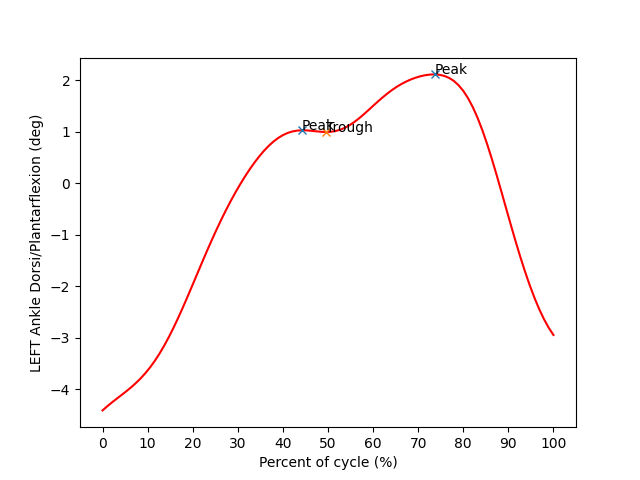 LEFT Ankle Dorsi/Plantarflexion (deg)
2
1
0
−1
−2
−3
−4
Peak
Peak
Trough
0 10 20 30 40 50 60 70 80 90 100
Percent of cycle (%)